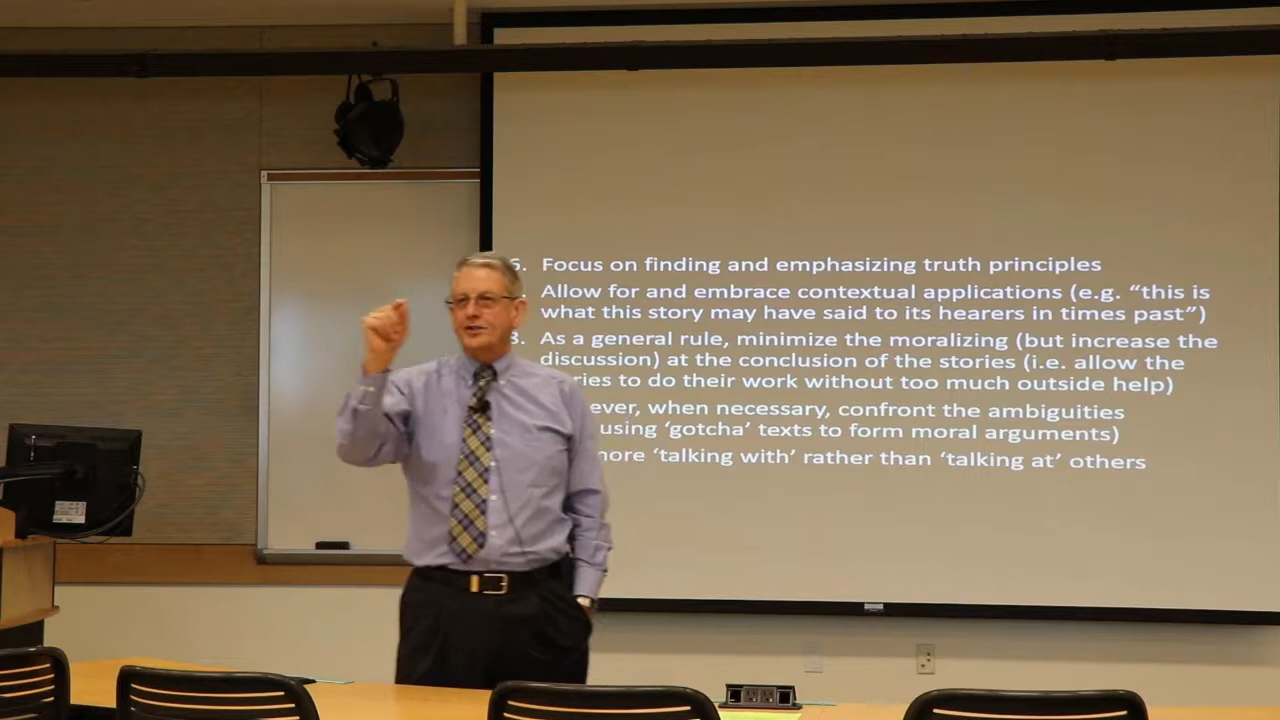 6. Focus on finding and emphasizing truth principles
Allow for and embrace contextual applications (e.g. “this is
what this story may have said to its hearers in times past”)
8. As a general rule, minimize the moralizing (but increase the
discussion) at the conclusion of the stories (i.e. allow the
ries to do their work without too much outside help)
ever, when necessary, confront the ambiguities
using ‘gotcha’ texts to form moral arguments)
more ‘talking with’ rather than ‘talking at’ others